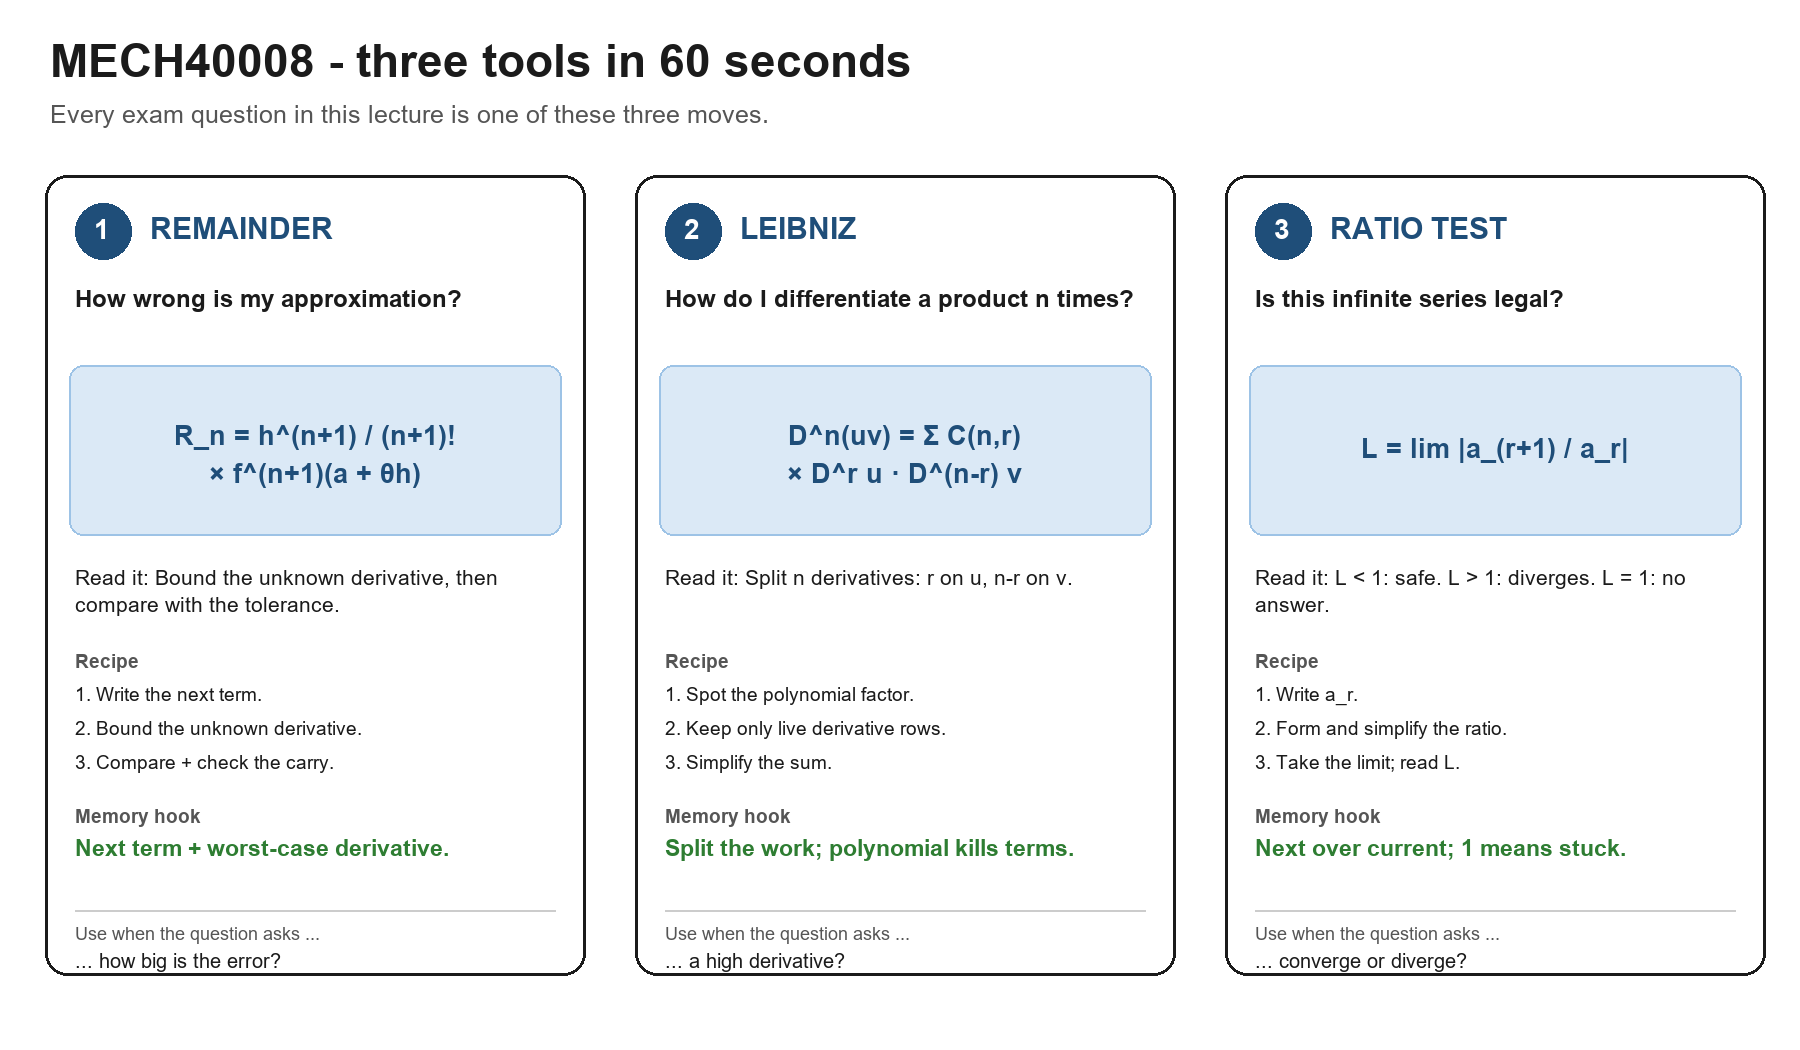 MECH40008 - three tools in 60 seconds
Every exam question in this lecture is one of these three moves.
1
REMAINDER
How wrong is my approximation?
R_n = h^(n+1) / (n+1)!
× f^(n+1)(a + θh)
Read it: Bound the unknown derivative, then
compare with the tolerance.
Recipe
1. Write the next term.
2. Bound the unknown derivative.
3. Compare + check the carry.
Memory hook
Next term + worst-case derivative.
Use when the question asks ...
... how big is the error?
2
LEIBNIZ
How do I differentiate a product n times?
D^n(uv) = Σ C(n,r)
× D^r u · D^(n-r) v
Read it: Split n derivatives: r on u, n-r on v.
Recipe
1. Spot the polynomial factor.
2. Keep only live derivative rows.
3. Simplify the sum.
Memory hook
Split the work; polynomial kills terms.
Use when the question asks ...
... a high derivative?
3
RATIO TEST
Is this infinite series legal?
L = lim |a_(r+1) / a_r|
Read it: L < 1: safe. L > 1: diverges. L = 1: no
answer.
Recipe
1. Write a_r.
2. Form and simplify the ratio.
3. Take the limit; read L.
Memory hook
Next over current; 1 means stuck.
Use when the question asks ...
... converge or diverge?